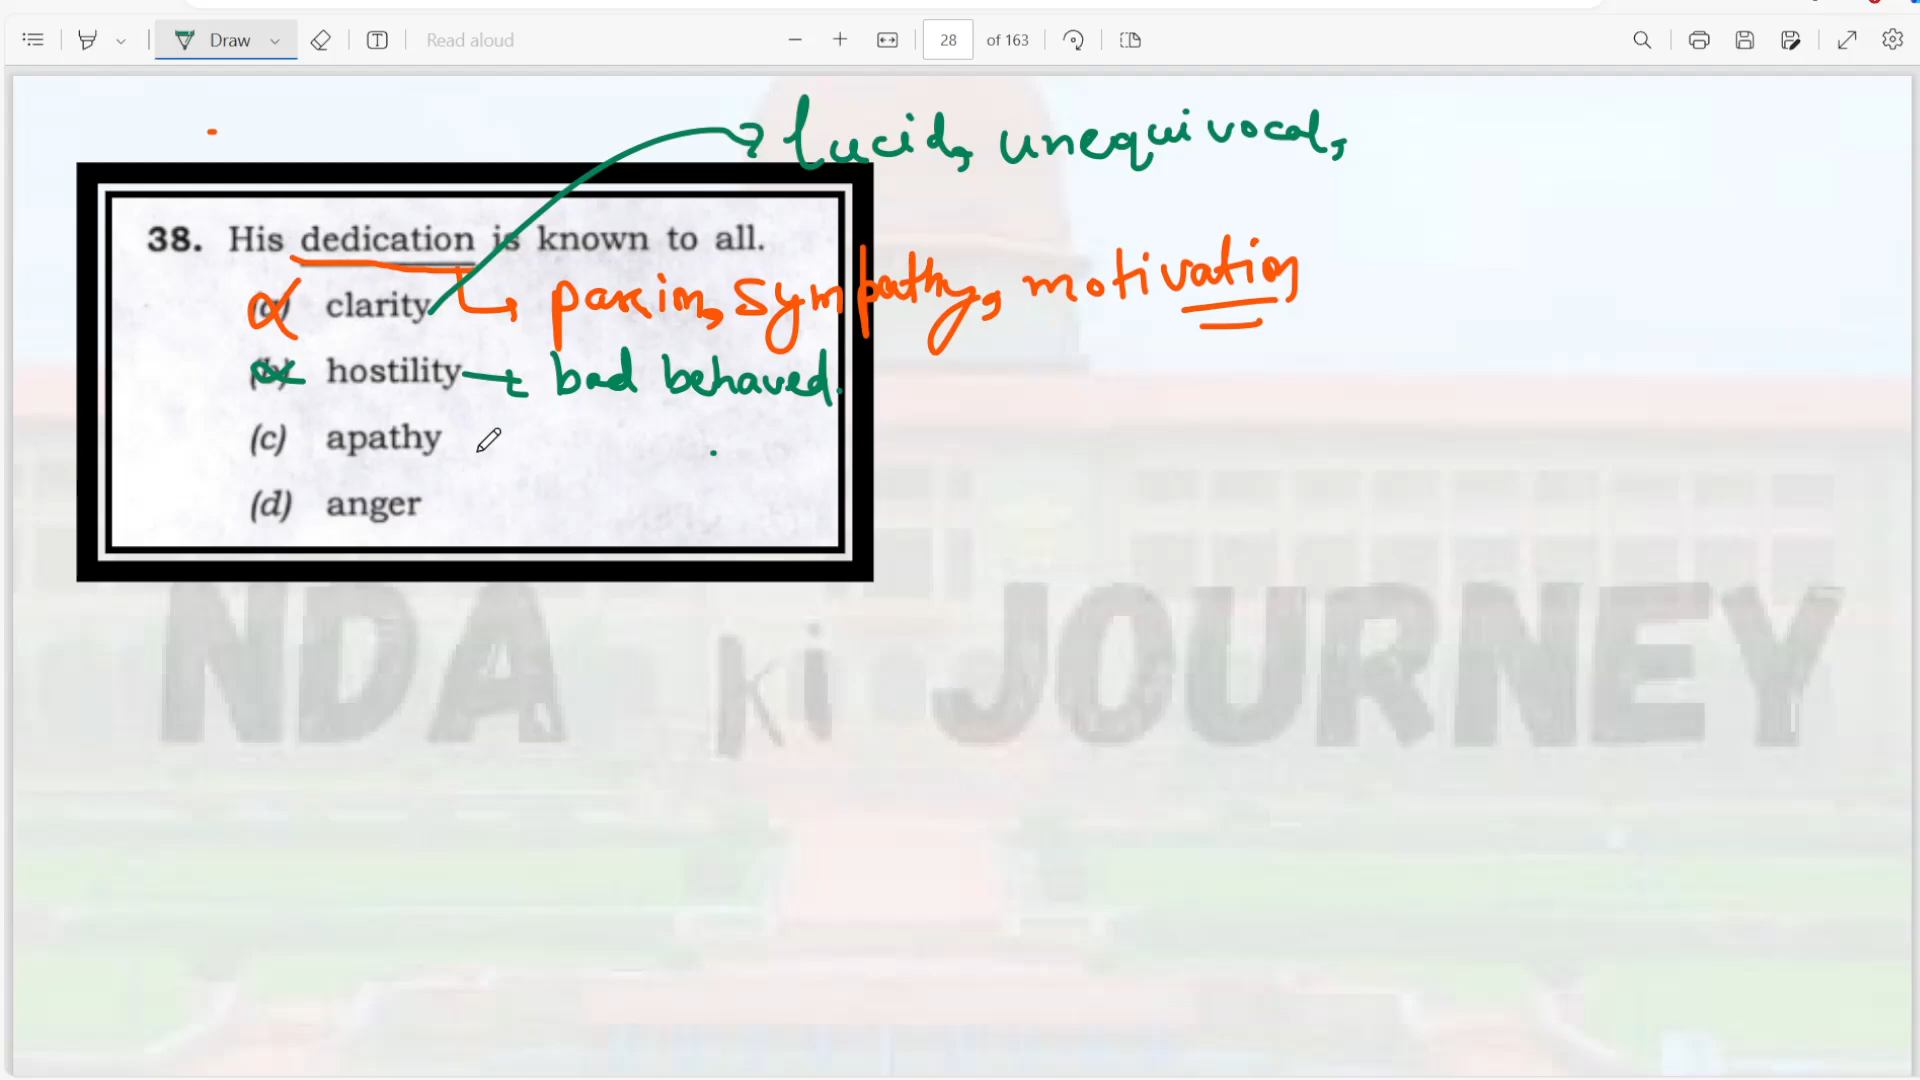 Draw
Read aloud
28 of 163
lucid, unequivocal,
38. His dedication is known to all.
(a) clarity
passion, sympathy, motivation
(b) hostility
bad behaved.
(c) apathy
(d) anger
NDA ki JOURNEY